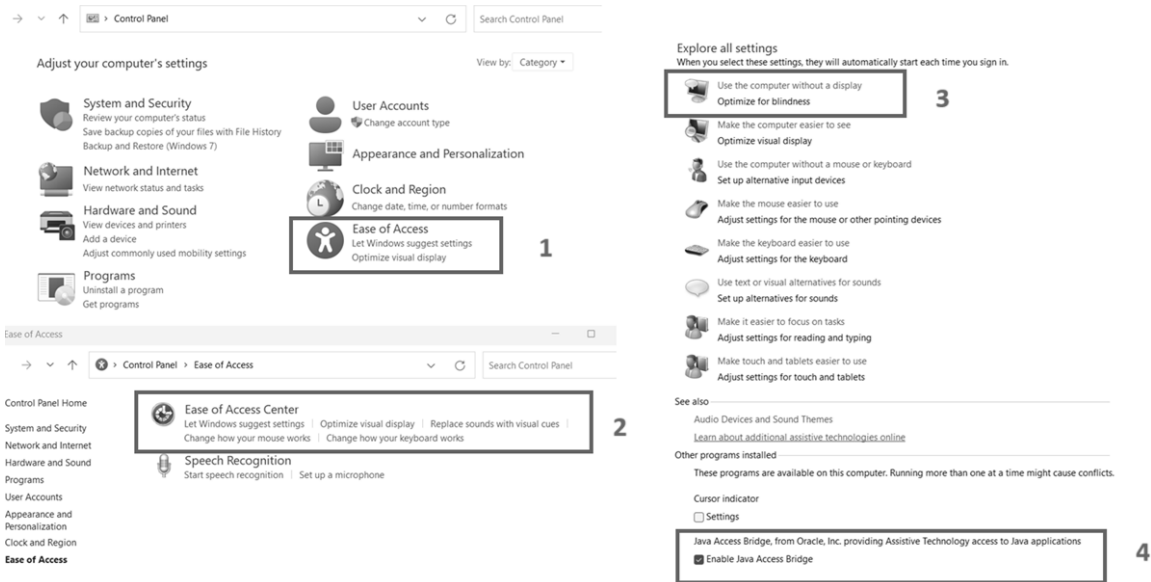 Control Panel
Search Control Panel
Adjust your computer's settings
View by: Category
System and Security
Review your computer's status
Save backup copies of your files with File History
Backup and Restore (Windows 7)
Network and Internet
View network status and tasks
Hardware and Sound
View devices and printers
Add a device
Adjust commonly used mobility settings
Programs
Uninstall a program
Get programs
User Accounts
Change account type
Appearance and Personalization
Clock and Region
Change date, time, or number formats
Ease of Access
Let Windows suggest settings
Optimize visual display
1
Ease of Access
Control Panel > Ease of Access
Search Control Panel
Control Panel Home
System and Security
Network and Internet
Hardware and Sound
Programs
User Accounts
Appearance and
Personalization
Clock and Region
Ease of Access
Ease of Access Center
Let Windows suggest settings | Optimize visual display | Replace sounds with visual cues |
Change how your mouse works | Change how your keyboard works
2
Speech Recognition
Start speech recognition | Set up a microphone
Explore all settings
When you select these settings, they will automatically start each time you sign in.
Use the computer without a display
Optimize for blindness
3
Make the computer easier to see
Optimize visual display
Use the computer without a mouse or keyboard
Set up alternative input devices
Make the mouse easier to use
Adjust settings for the mouse or other pointing devices
Make the keyboard easier to use
Adjust settings for the keyboard
Use text or visual alternatives for sounds
Set up alternatives for sounds
Make it easier to focus on tasks
Adjust settings for reading and typing
Make touch and tablets easier to use
Adjust settings for touch and tablets
See also
Audio Devices and Sound Themes
Learn about additional assistive technologies online
Other programs installed
These programs are available on this computer. Running more than one at a time might cause conflicts.
Cursor indicator
Settings
Java Access Bridge, from Oracle, Inc. providing Assistive Technology access to Java applications
Enable Java Access Bridge
4